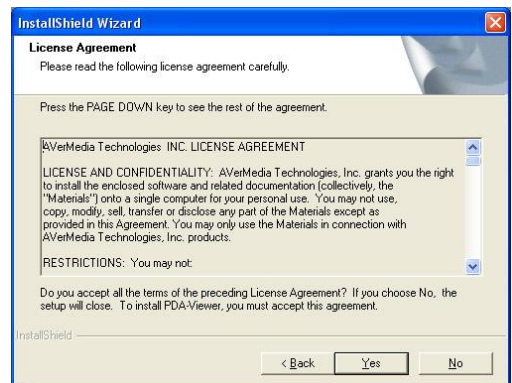 InstallShield Wizard
License Agreement
Please read the following license agreement carefully.
Press the PAGE DOWN key to see the rest of the agreement.
AVerMedia Technologies INC. LICENSE AGREEMENT
LICENSE AND CONFIDENTIALITY: AVerMedia Technologies, Inc. grants you the right
to install the enclosed software and related documentation (collectively, the
"Materials") onto a single computer for your personal use. You may not use,
copy, modify, sell, transfer or disclose any part of the Materials except as
provided in this Agreement. You may only use the Materials in connection with
AVerMedia Technologies, Inc. products.
RESTRICTIONS: You may not:
Do you accept all the terms of the preceding License Agreement? If you choose No, the
setup will close. To install PDA-Viewer, you must accept this agreement.
InstallShield
< Back
Yes
No